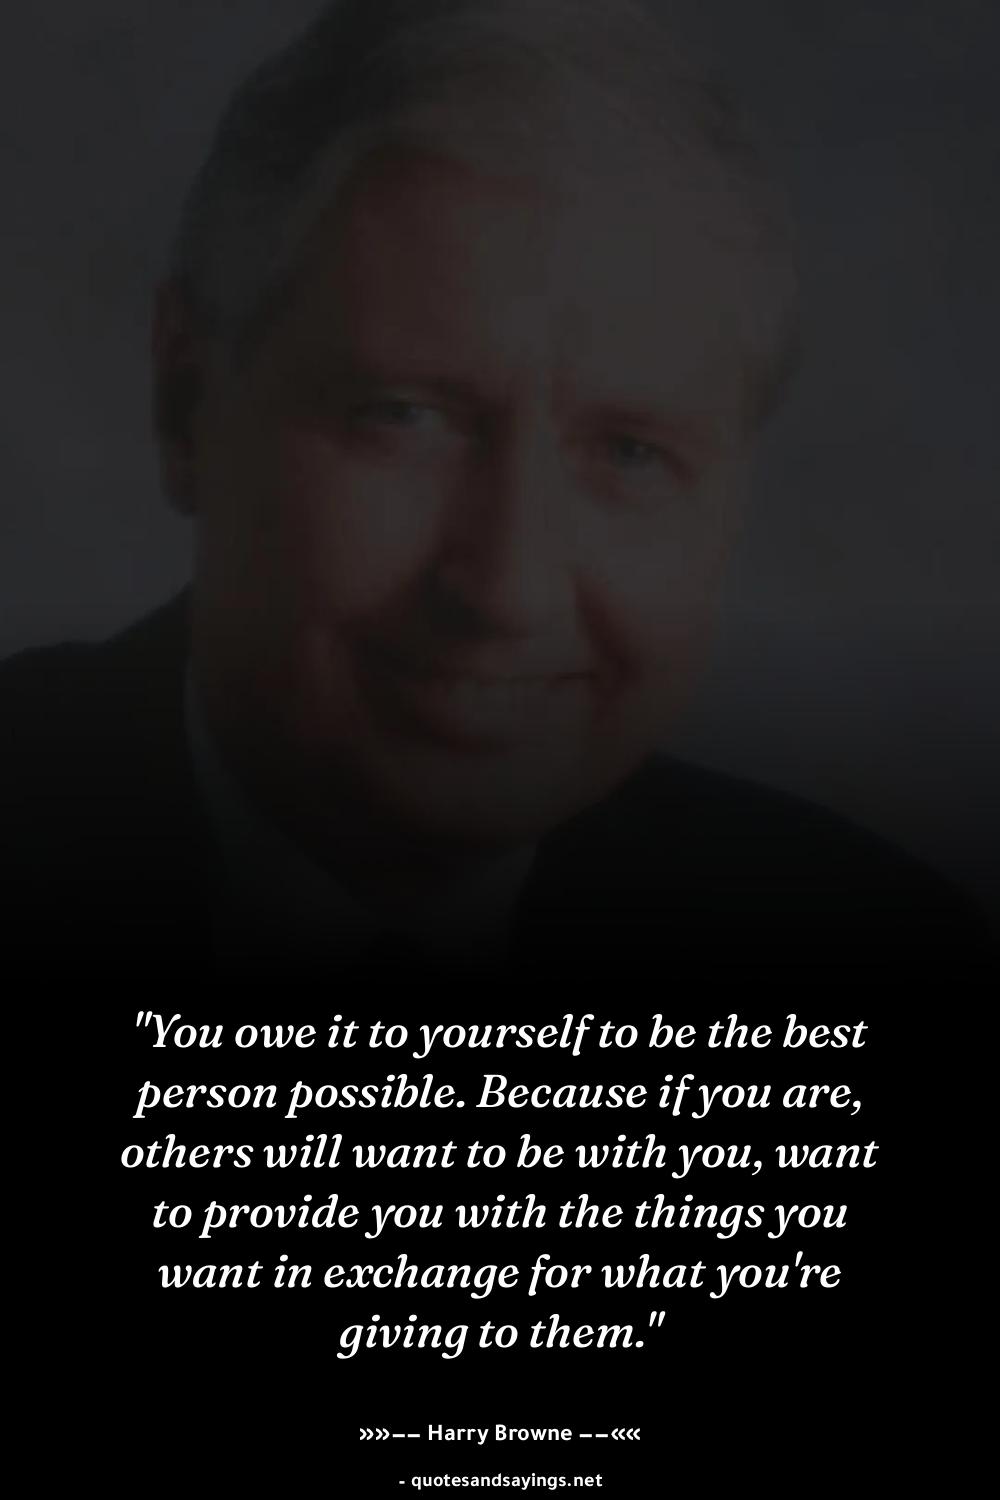 "You owe it to yourself to be the best
person possible. Because if you are,
others will want to be with you, want
to provide you with the things you
want in exchange for what you're
giving to them."
»»−− Harry Browne −−««
- quotesandsayings.net